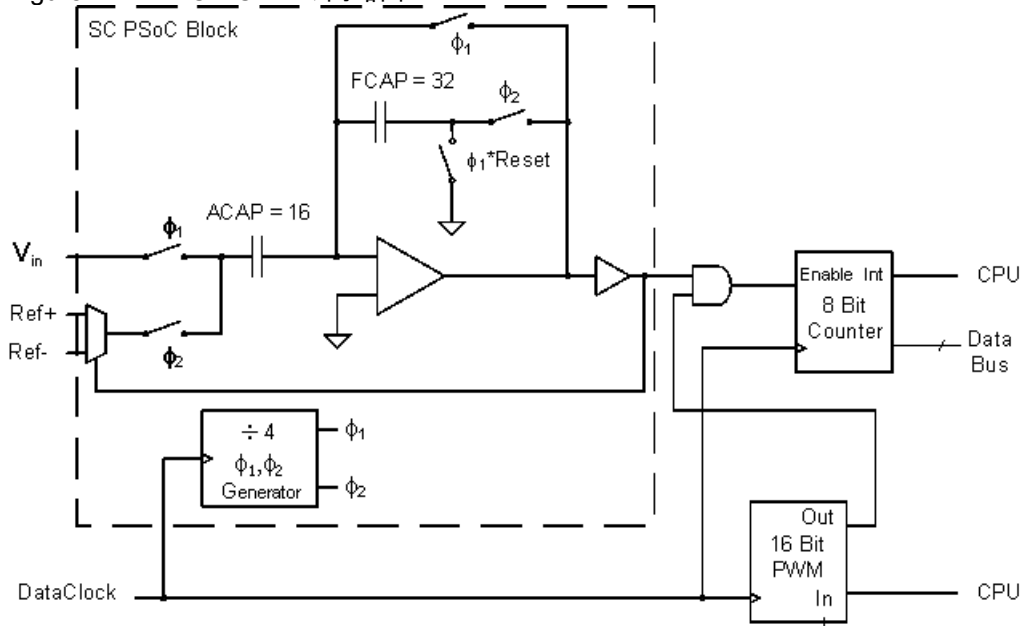 SC PSoC Block
ϕ1
FCAP = 32
ϕ2
ϕ1*Reset
ACAP = 16
ϕ1
Vin
Ref+
Ref-
ϕ2
Enable Int
8 Bit
Counter
CPU
Data
Bus
÷ 4
ϕ1,ϕ2
Generator
ϕ1
ϕ2
Out
16 Bit
PWM
In
DataClock
CPU